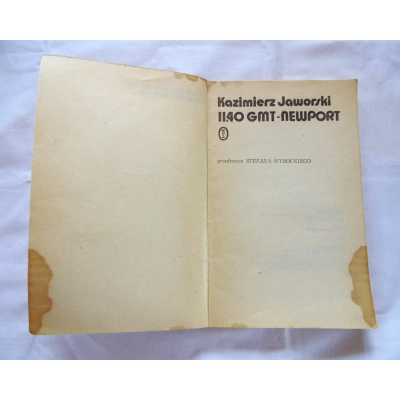 Kazimierz Jaworski
1140 GMT-NEWPORT
przedmowa STEFANA WYSOCKIEGO